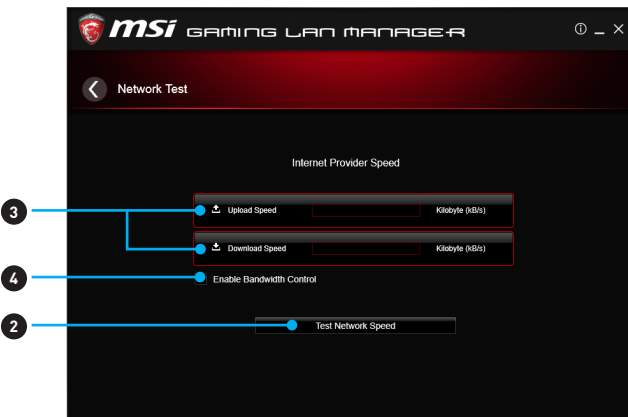 msi GAMING LAN MANAGER
Network Test
Internet Provider Speed
3
Upload Speed Kilobyte (kB/s)
Download Speed Kilobyte (kB/s)
4
Enable Bandwidth Control
2
Test Network Speed